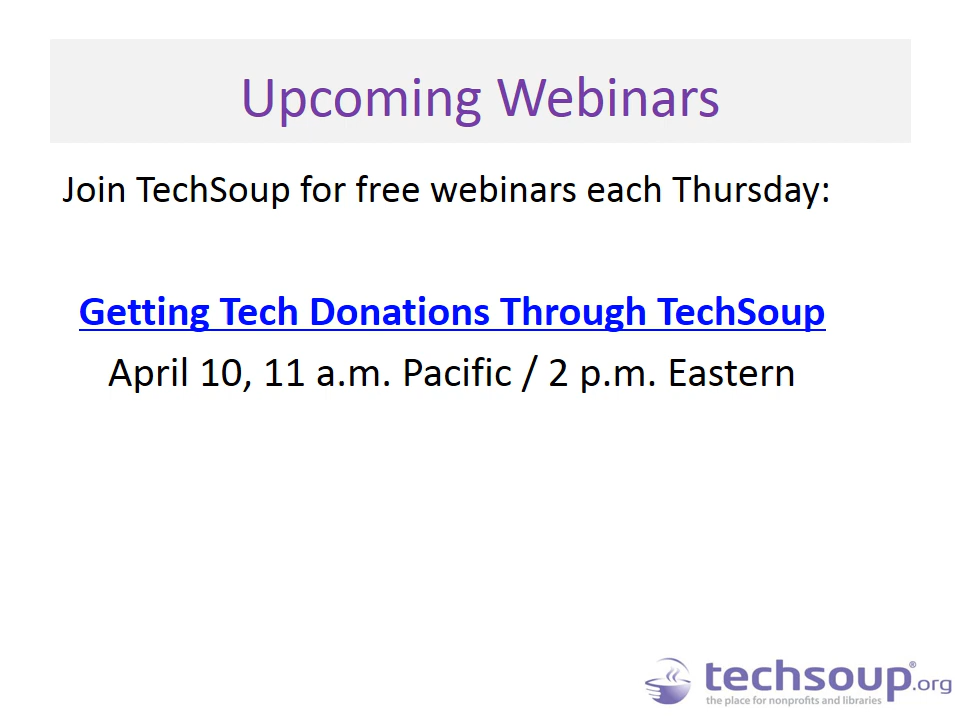 Upcoming Webinars
Join TechSoup for free webinars each Thursday:
Getting Tech Donations Through TechSoup
April 10, 11 a.m. Pacific / 2 p.m. Eastern
techsoup®.org
the place for nonprofits and libraries